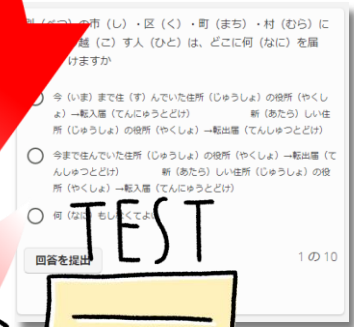 （べつ）の市（し）・区（く）・町（まち）・村（むら）に
越（こ）す人（ひと）は、どこに何（なに）を届
けますか
今（いま）まで住（す）んでいた住所（じゅうしょ）の役所（やくし
ょ）→転入届（てんにゅうとどけ） 新（あたら）しい住
所（じゅうしょ）の役所（やくしょ）→転出届（てんしゅつとどけ）
今まで住んでいた住所（じゅうしょ）の役所（やくしょ）→転出届（て
んしゅつとどけ） 新（あたら）しい住所（じゅうしょ）の役
所（やくしょ）→転入届（てんにゅうとどけ）
何（なに）もしなくてよい
TEST
回答を提出
1 の 10